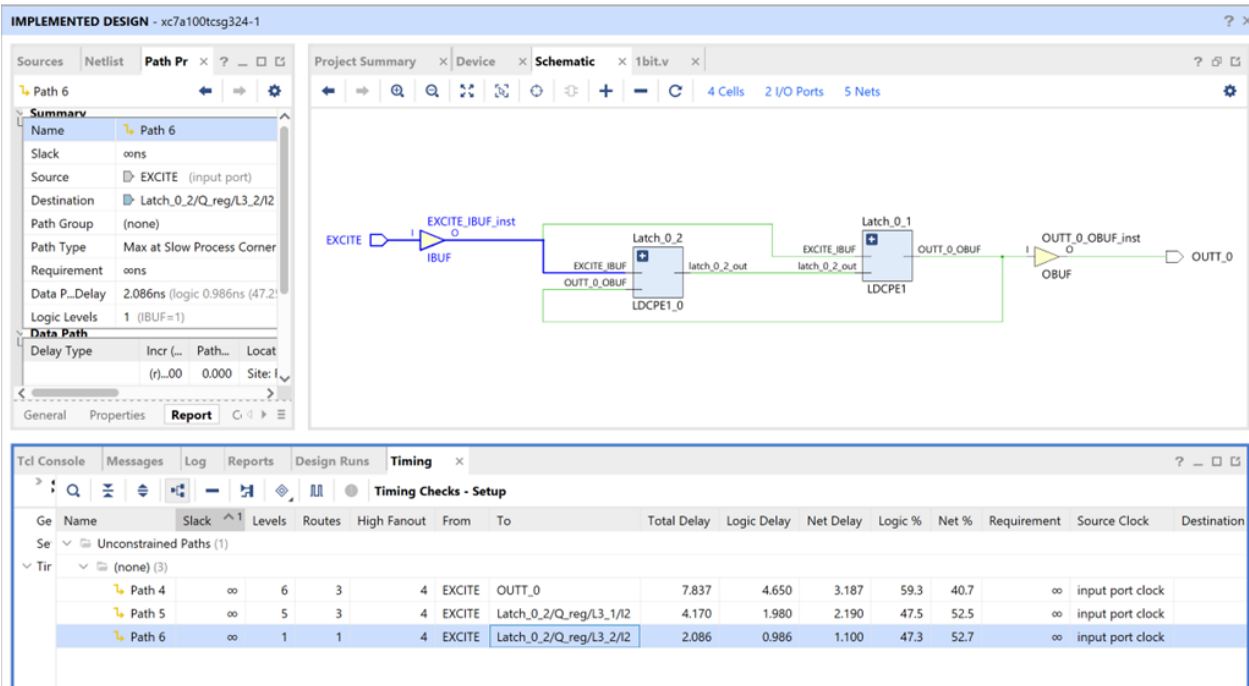 IMPLEMENTED DESIGN - xc7a100tcsg324-1
Sources Netlist Path Pr
Path 6
Summary
Name Path 6
Slack ∞ns
Source EXCITE (input port)
Destination Latch_0_2/Q_reg/L3_2/I2
Path Group (none)
Path Type Max at Slow Process Corner
Requirement ∞ns
Data P...Delay 2.086ns (logic 0.986ns (47.2
Logic Levels 1 (IBUF=1)
Data Path
Delay Type Incr (... Path... Locat
(r)...00 0.000 Site:
General Properties Report
Project Summary Device Schematic 1bit.v
4 Cells 2 I/O Ports 5 Nets
EXCITE
EXCITE_IBUF_inst
I O
IBUF
Latch_0_2
EXCITE_IBUF
OUTT_0_OBUF
latch_0_2_out
LDCPE1_0
Latch_0_1
EXCITE_IBUF
latch_0_2_out
OUTT_0_OBUF
LDCPE1
OUTT_0_OBUF_inst
I O
OBUF
OUTT_0
Tcl Console Messages Log Reports Design Runs Timing
Timing Checks - Setup
Ge Name Slack ^1 Levels Routes High Fanout From To Total Delay Logic Delay Net Delay Logic % Net % Requirement Source Clock Destination
Se Unconstrained Paths (1)
Tir (none) (3)
Path 4 ∞ 6 3 4 EXCITE OUTT_0 7.837 4.650 3.187 59.3 40.7 ∞ input port clock
Path 5 ∞ 5 3 4 EXCITE Latch_0_2/Q_reg/L3_1/I2 4.170 1.980 2.190 47.5 52.5 ∞ input port clock
Path 6 ∞ 1 1 4 EXCITE Latch_0_2/Q_reg/L3_2/I2 2.086 0.986 1.100 47.3 52.7 ∞ input port clock